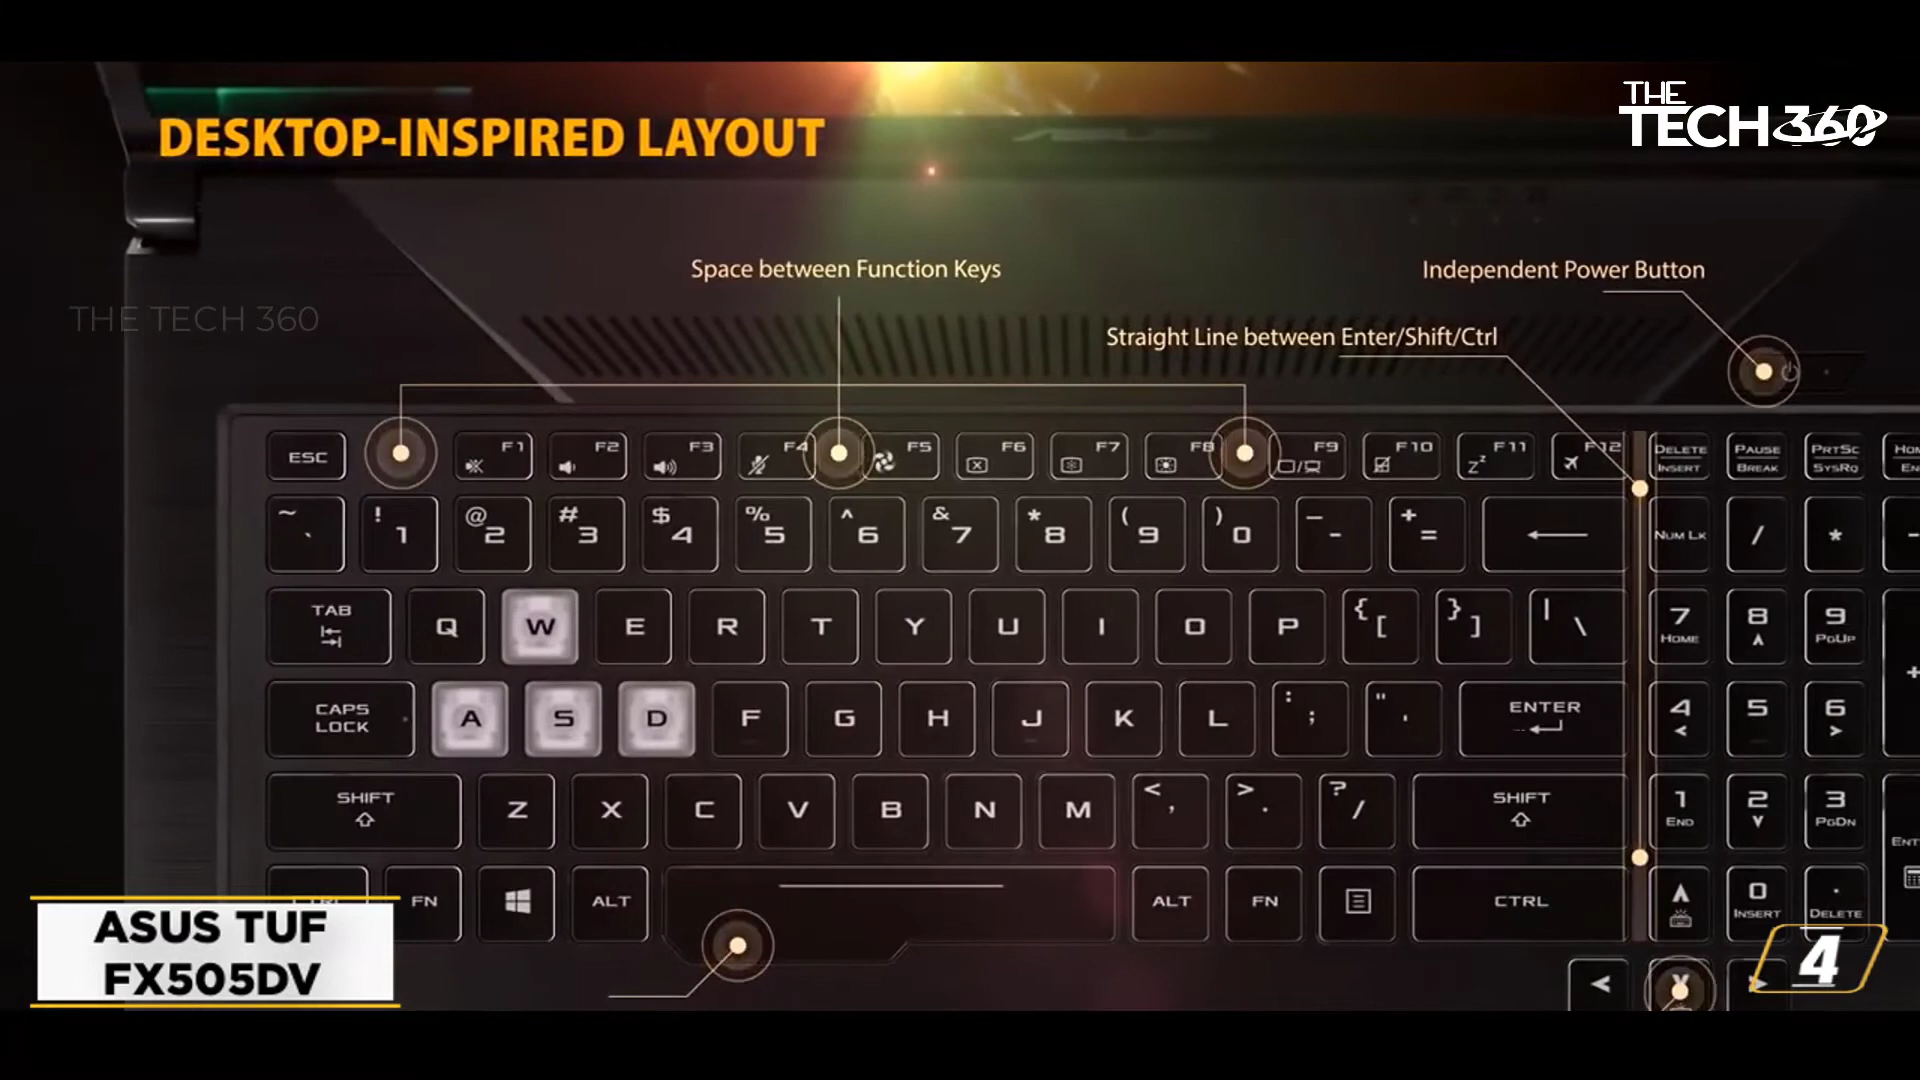 THE
TECH 360
DESKTOP-INSPIRED LAYOUT
Space between Function Keys
Independent Power Button
THE TECH 360
Straight Line between Enter/Shift/Ctrl
ESC F1 F2 F3 F4 F5 F6 F7 F8 F9 F10 F11 F12 DELETE PAUSE PRTSC
INSERT BREAK SYSRQ
~ ` ! 1 @ 2 # 3 $ 4 % 5 ^ 6 & 7 * 8 ( 9 ) 0 _ - + = NUM LK / * -
TAB Q W E R T Y U I O P { [ } ] | \ 7 8 9 +
HOME PGUP
CAPS LOCK A S D F G H J K L : ; " ' ENTER 4 5 6
SHIFT Z X C V B N M < , > . ? / SHIFT 1 2 3
END PGDN
FN ALT ALT FN CTRL 0 .
INSERT DELETE
ASUS TUF
FX505DV
4